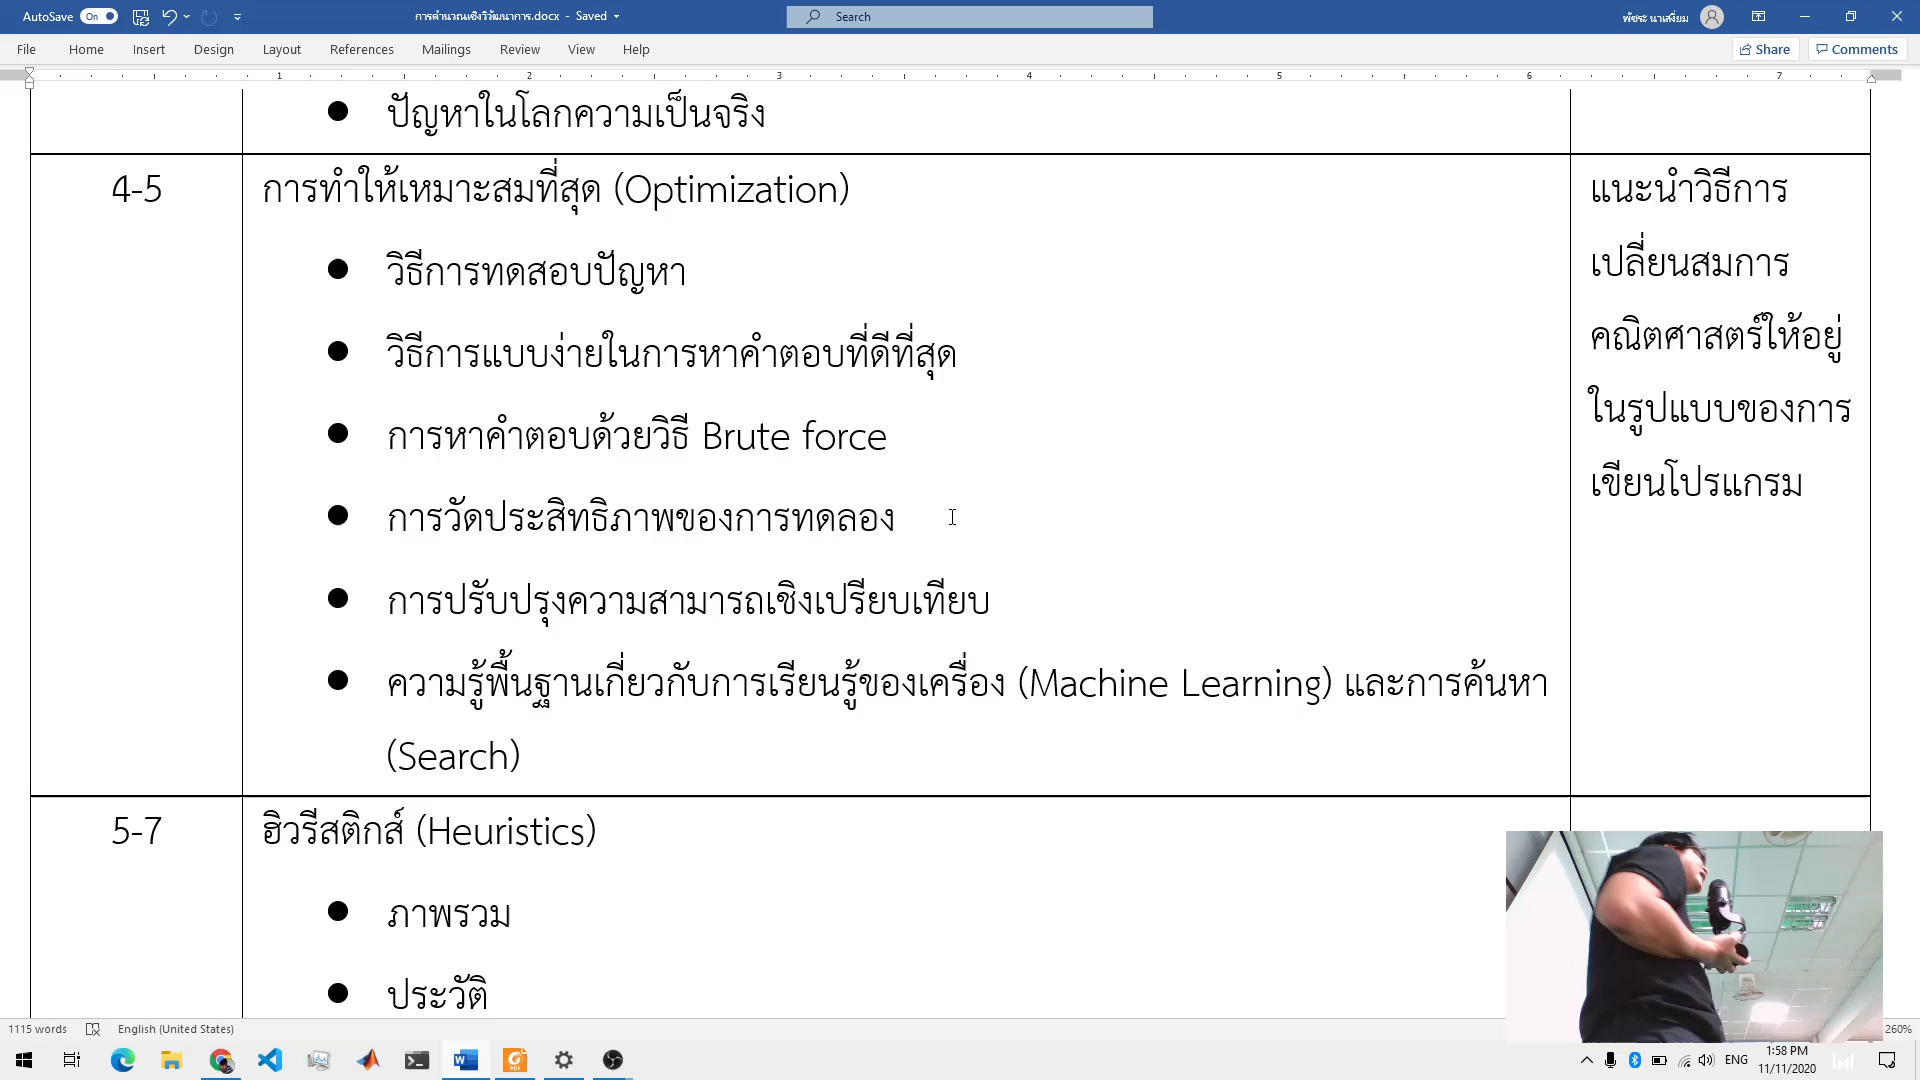 AutoSave On การคำนวณเชิงวิวัฒนาการ.docx - Saved Search พัชระ นาเสงี่ยม
File Home Insert Design Layout References Mailings Review View Help Share Comments
1 2 3 4 5 6 7
ปัญหาในโลกความเป็นจริง
4-5
การทำให้เหมาะสมที่สุด (Optimization)
วิธีการทดสอบปัญหา
วิธีการแบบง่ายในการหาคำตอบที่ดีที่สุด
การหาคำตอบด้วยวิธี Brute force
การวัดประสิทธิภาพของการทดลอง
การปรับปรุงความสามารถเชิงเปรียบเทียบ
ความรู้พื้นฐานเกี่ยวกับการเรียนรู้ของเครื่อง (Machine Learning) และการค้นหา
(Search)
แนะนำวิธีการ
เปลี่ยนสมการ
คณิตศาสตร์ให้อยู่
ในรูปแบบของการ
เขียนโปรแกรม
5-7
ฮิวรีสติกส์ (Heuristics)
ภาพรวม
ประวัติ
1115 words English (United States) 260%
ENG 1:58 PM
11/11/2020